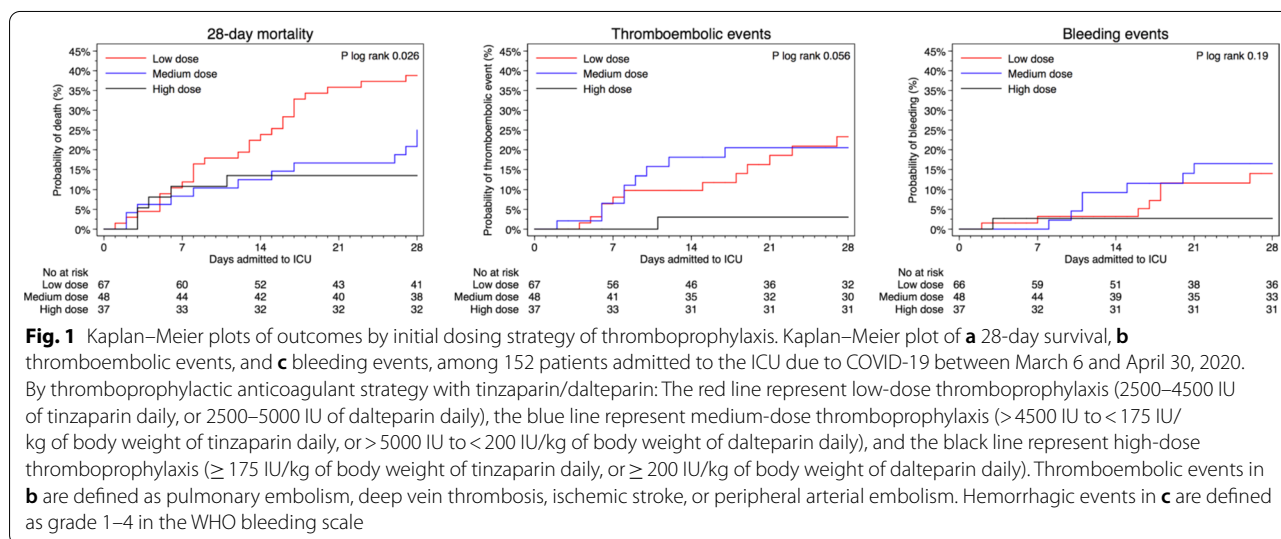 28-day mortality
P log rank 0.026
Low dose
Medium dose
High dose
45%
40%
35%
30%
25%
20%
15%
10%
5%
0%
Probability of death (%)
0 7 14 21 28
Days admitted to ICU
No at risk
Low dose 67 60 52 43 41
Medium dose 48 44 42 40 38
High dose 37 33 32 32 32
Thromboembolic events
P log rank 0.056
Low dose
Medium dose
High dose
45%
40%
35%
30%
25%
20%
15%
10%
5%
0%
Probability of thromboembolic event (%)
0 7 14 21 28
Days admitted to ICU
No at risk
Low dose 67 56 46 36 32
Medium dose 48 41 35 32 30
High dose 37 33 31 31 31
Bleeding events
P log rank 0.19
Low dose
Medium dose
High dose
45%
40%
35%
30%
25%
20%
15%
10%
5%
0%
Probability of bleeding (%)
0 7 14 21 28
Days admitted to ICU
No at risk
Low dose 66 59 51 38 36
Medium dose 48 44 39 35 33
High dose 37 32 31 31 31
Fig. 1 Kaplan–Meier plots of outcomes by initial dosing strategy of thromboprophylaxis. Kaplan–Meier plot of a 28-day survival, b
thromboembolic events, and c bleeding events, among 152 patients admitted to the ICU due to COVID-19 between March 6 and April 30, 2020.
By thromboprophylactic anticoagulant strategy with tinzaparin/dalteparin: The red line represent low-dose thromboprophylaxis (2500–4500 IU
of tinzaparin daily, or 2500–5000 IU of dalteparin daily), the blue line represent medium-dose thromboprophylaxis (> 4500 IU to < 175 IU/
kg of body weight of tinzaparin daily, or > 5000 IU to < 200 IU/kg of body weight of dalteparin daily), and the black line represent high-dose
thromboprophylaxis (≥ 175 IU/kg of body weight of tinzaparin daily, or ≥ 200 IU/kg of body weight of dalteparin daily). Thromboembolic events in
b are defined as pulmonary embolism, deep vein thrombosis, ischemic stroke, or peripheral arterial embolism. Hemorrhagic events in c are defined
as grade 1–4 in the WHO bleeding scale